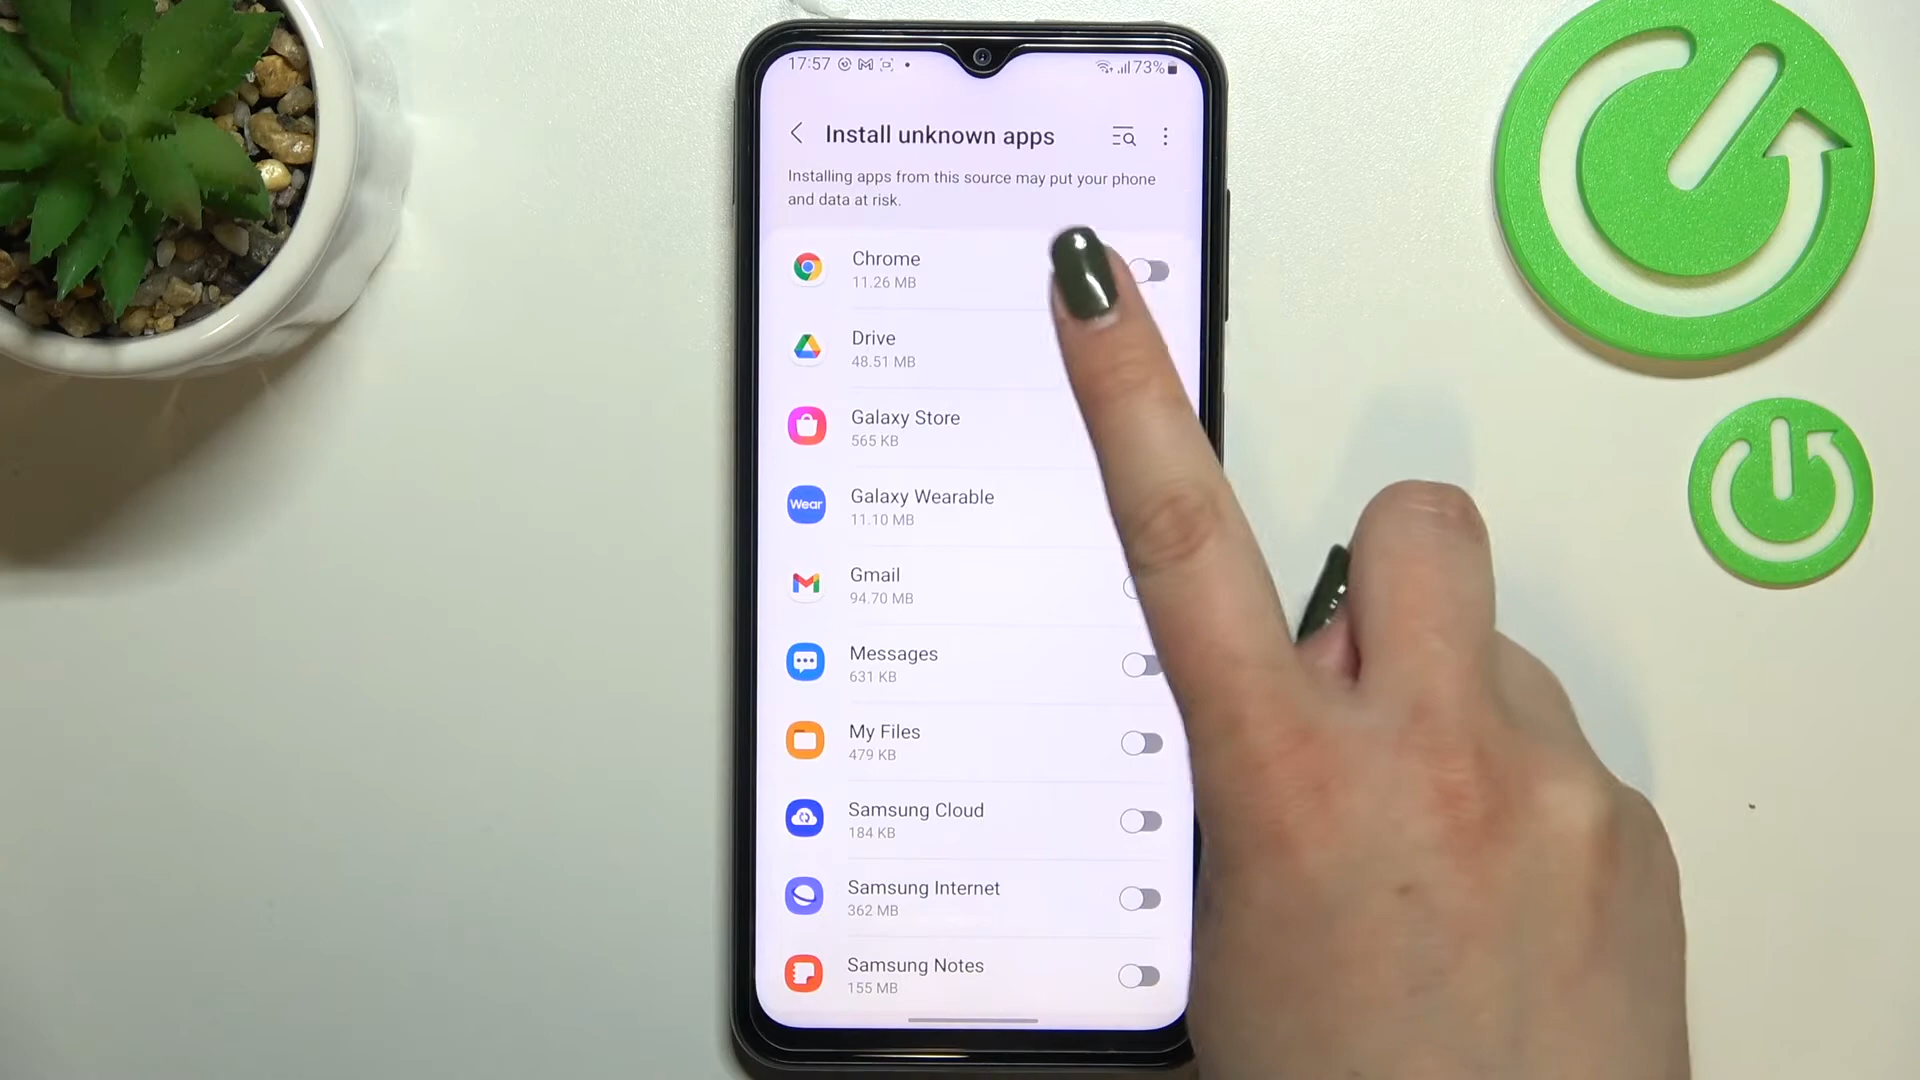 17:57
73%
Install unknown apps
Installing apps from this source may put your phone
and data at risk.
Chrome
11.26 MB
Drive
48.51 MB
Galaxy Store
565 KB
Wear
Galaxy Wearable
11.10 MB
Gmail
94.70 MB
Messages
631 KB
My Files
479 KB
Samsung Cloud
184 KB
Samsung Internet
362 MB
Samsung Notes
155 MB